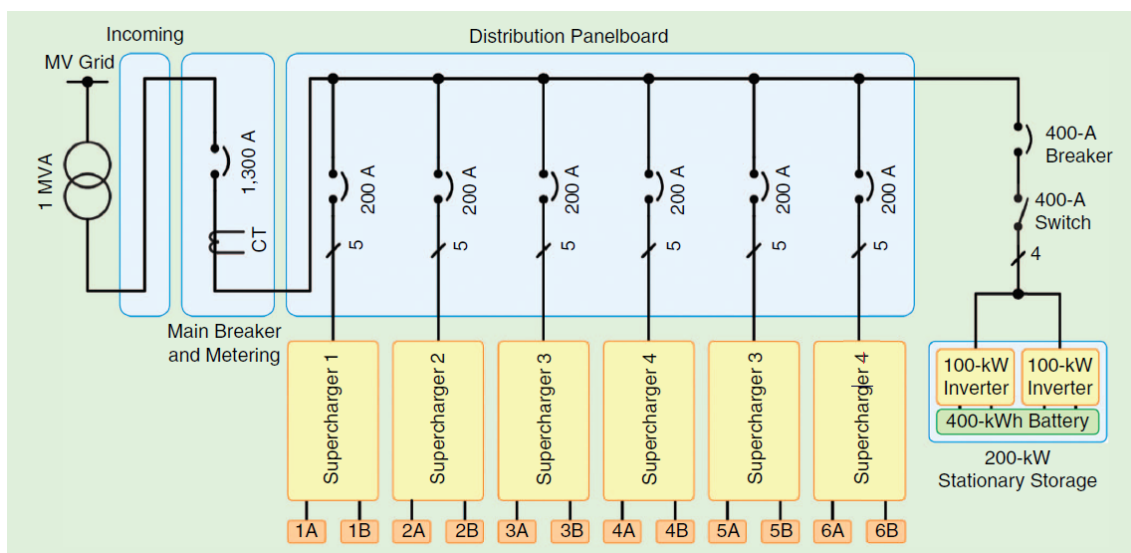 Incoming
MV Grid
Distribution Panelboard
1 MVA
1,300 A
CT
200 A
200 A
200 A
200 A
200 A
200 A
5
5
5
5
5
5
400-A
Breaker
400-A
Switch
4
Main Breaker
and Metering
Supercharger 1
Supercharger 2
Supercharger 3
Supercharger 4
Supercharger 3
Supercharger 4
100-kW
Inverter
100-kW
Inverter
400-kWh Battery
200-kW
Stationary Storage
1A
1B
2A
2B
3A
3B
4A
4B
5A
5B
6A
6B